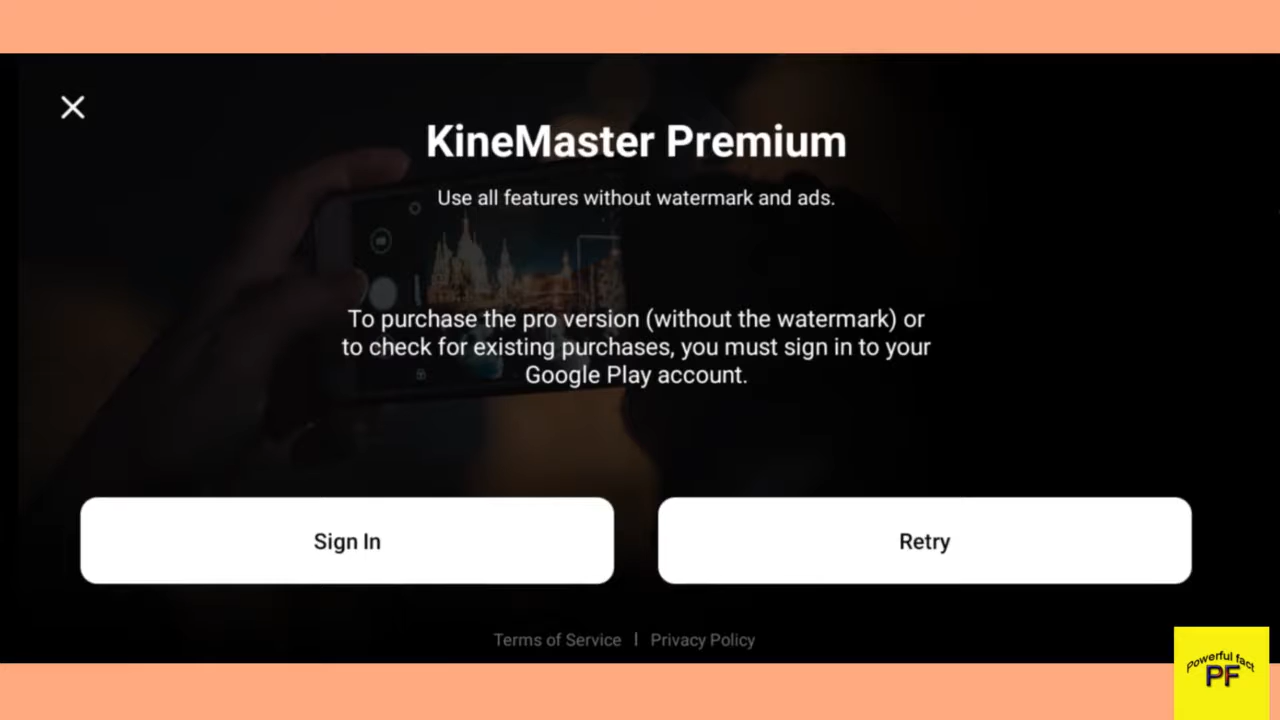 KineMaster Premium
Use all features without watermark and ads.
To purchase the pro version (without the watermark) or
to check for existing purchases, you must sign in to your
Google Play account.
Sign In
Retry
Terms of Service | Privacy Policy
Powerful fact
PF